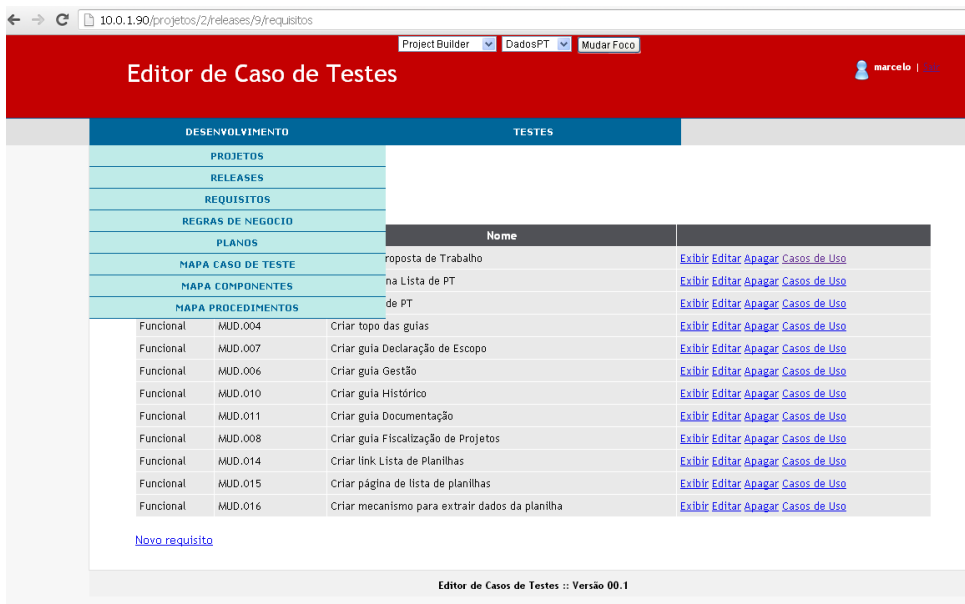 10.0.1.90/projetos/2/releases/9/requisitos
Project Builder DadosPT Mudar Foco
Editor de Caso de Testes
marcelo |
DESENVOLVIMENTO TESTES
PROJETOS
RELEASES
REQUISITOS
REGRAS DE NEGOCIO
PLANOS
MAPA CASO DE TESTE
MAPA COMPONENTES
MAPA PROCEDIMENTOS
Nome
roposta de Trabalho Exibir Editar Apagar Casos de Uso
na Lista de PT Exibir Editar Apagar Casos de Uso
de PT Exibir Editar Apagar Casos de Uso
Funcional MUD.004 Criar topo das guias Exibir Editar Apagar Casos de Uso
Funcional MUD.007 Criar guia Declaração de Escopo Exibir Editar Apagar Casos de Uso
Funcional MUD.006 Criar guia Gestão Exibir Editar Apagar Casos de Uso
Funcional MUD.010 Criar guia Histórico Exibir Editar Apagar Casos de Uso
Funcional MUD.011 Criar guia Documentação Exibir Editar Apagar Casos de Uso
Funcional MUD.008 Criar guia Fiscalização de Projetos Exibir Editar Apagar Casos de Uso
Funcional MUD.014 Criar link Lista de Planilhas Exibir Editar Apagar Casos de Uso
Funcional MUD.015 Criar página de lista de planilhas Exibir Editar Apagar Casos de Uso
Funcional MUD.016 Criar mecanismo para extrair dados da planilha Exibir Editar Apagar Casos de Uso
Novo requisito
Editor de Casos de Testes :: Versão 00.1